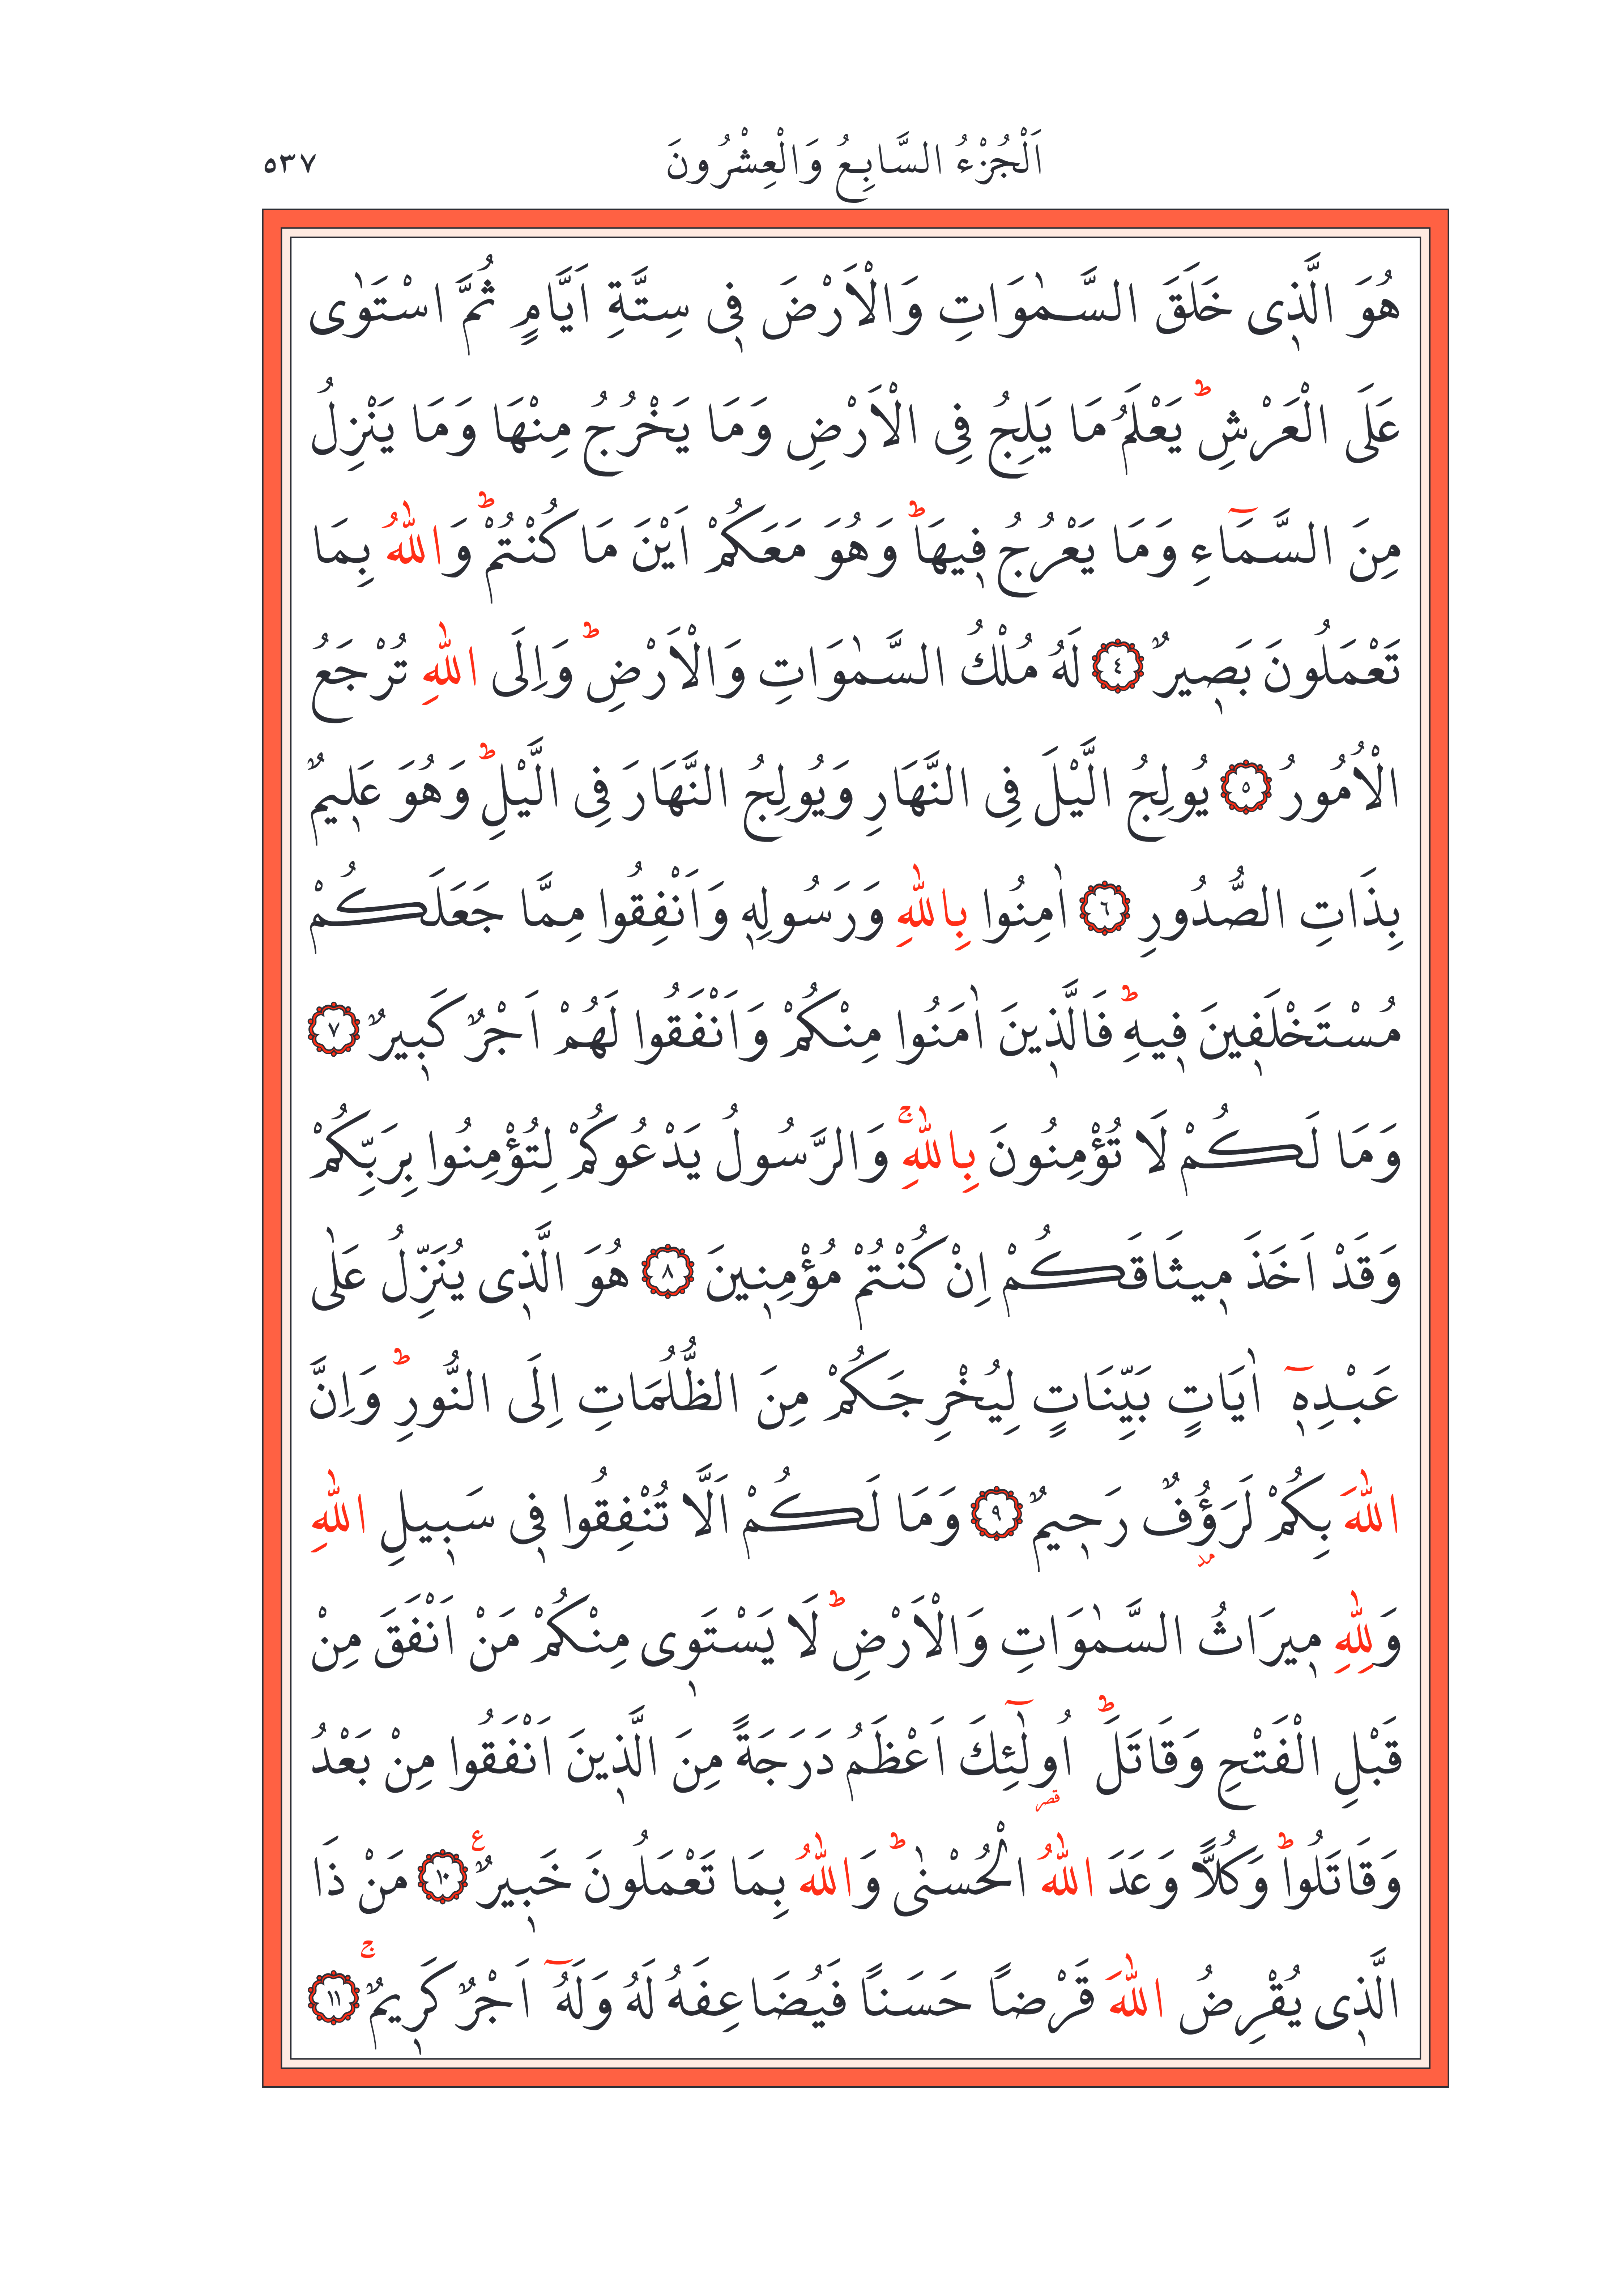 اَلْجُزْءُ السَّابِعُ وَالْعِشْرُونَ ٥٣٧
هُوَ الَّذ۪ى خَلَقَ السَّمٰوَاتِ وَالْاَرْضَ ف۪ى سِتَّةِ اَيَّامٍ ثُمَّ اسْتَوٰى
عَلَى الْعَرْشِۜ يَعْلَمُ مَا يَلِجُ فِى الْاَرْضِ وَمَا يَخْرُجُ مِنْهَا وَمَا يَنْزِلُ
مِنَ السَّمَٓاءِ وَمَا يَعْرُجُ ف۪يهَاۜ وَهُوَ مَعَكُمْ اَيْنَ مَا كُنْتُمْۜ وَاللّٰهُ بِمَا
تَعْمَلُونَ بَص۪يرٌ ٤ لَهُ مُلْكُ السَّمٰوَاتِ وَالْاَرْضِۜ وَاِلَى اللّٰهِ تُرْجَعُ
الْاُمُورُ ٥ يُولِجُ الَّيْلَ فِى النَّهَارِ وَيُولِجُ النَّهَارَ فِى الَّيْلِۜ وَهُوَ عَل۪يمٌ
بِذَاتِ الصُّدُورِ ٦ اٰمِنُوا بِاللّٰهِ وَرَسُولِه۪ وَاَنْفِقُوا مِمَّا جَعَلَكُمْ
مُسْتَخْلَف۪ينَ ف۪يهِۜ فَالَّذ۪ينَ اٰمَنُوا مِنْكُمْ وَاَنْفَقُوا لَهُمْ اَجْرٌ كَب۪يرٌ ٧
وَمَا لَكُمْ لَا تُؤْمِنُونَ بِاللّٰهِۚ وَالرَّسُولُ يَدْعُوكُمْ لِتُؤْمِنُوا بِرَبِّكُمْ
وَقَدْ اَخَذَ م۪يثَاقَكُمْ اِنْ كُنْتُمْ مُؤْمِن۪ينَ ٨ هُوَ الَّذ۪ى يُنَزِّلُ عَلٰى
عَبْدِه۪ٓ اٰيَاتٍ بَيِّنَاتٍ لِيُخْرِجَكُمْ مِنَ الظُّلُمَاتِ اِلَى النُّورِۜ وَاِنَّ
اللّٰهَ بِكُمْ لَرَؤُفٌ رَح۪يمٌ ٩ وَمَا لَكُمْ اَلَّا تُنْفِقُوا ف۪ى سَب۪يلِ اللّٰهِ
مد
وَلِلّٰهِ م۪يرَاثُ السَّمٰوَاتِ وَالْاَرْضِۜ لَا يَسْتَو۪ى مِنْكُمْ مَنْ اَنْفَقَ مِنْ
قَبْلِ الْفَتْحِ وَقَاتَلَۜ اُولٰٓئِكَ اَعْظَمُ دَرَجَةً مِنَ الَّذ۪ينَ اَنْفَقُوا مِنْ بَعْدُ
قصر
وَقَاتَلُواۜ وَكُلًّا وَعَدَ اللّٰهُ الْحُسْنٰىۜ وَاللّٰهُ بِمَا تَعْمَلُونَ خَب۪يرٌ ع ١٠ مَنْ ذَا
الَّذ۪ى يُقْرِضُ اللّٰهَ قَرْضاً حَسَناً فَيُضَاعِفَهُ لَهُ وَلَهُٓ اَجْرٌ كَر۪يمٌۚ ١١